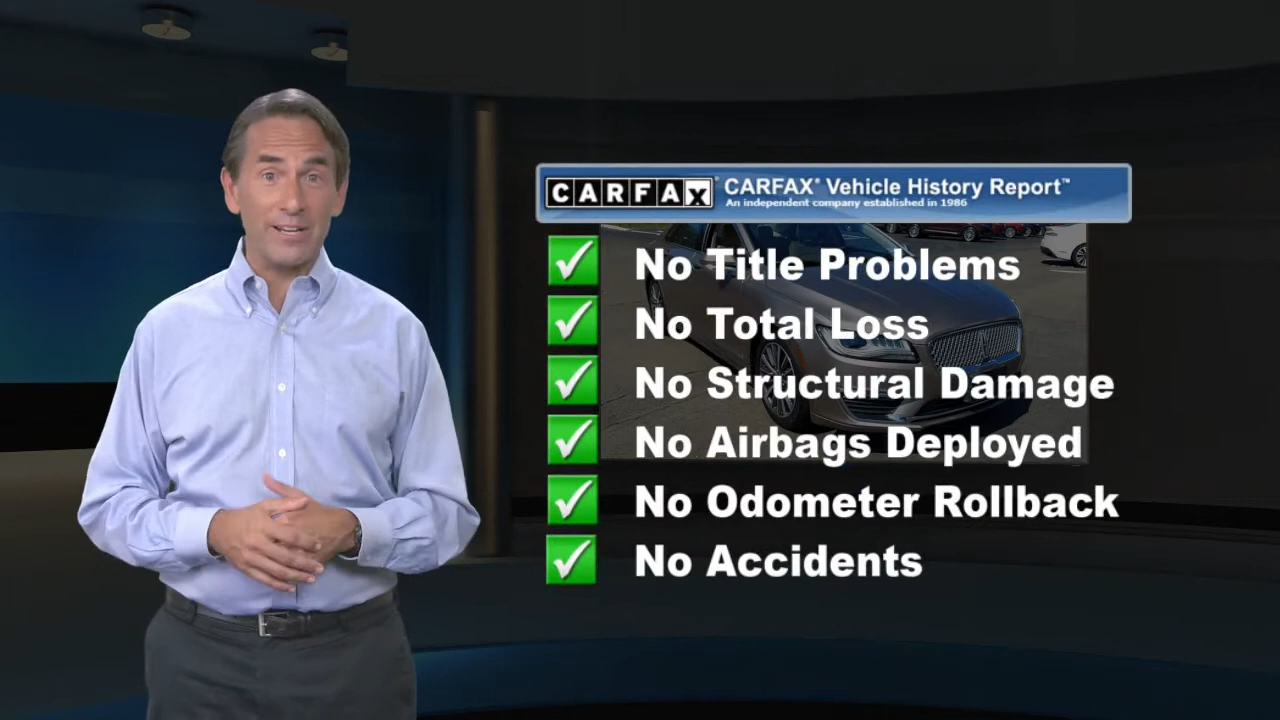 CARFAX® CARFAX® Vehicle History Report™
An independent company established in 1986
No Title Problems
No Total Loss
No Structural Damage
No Airbags Deployed
No Odometer Rollback
No Accidents